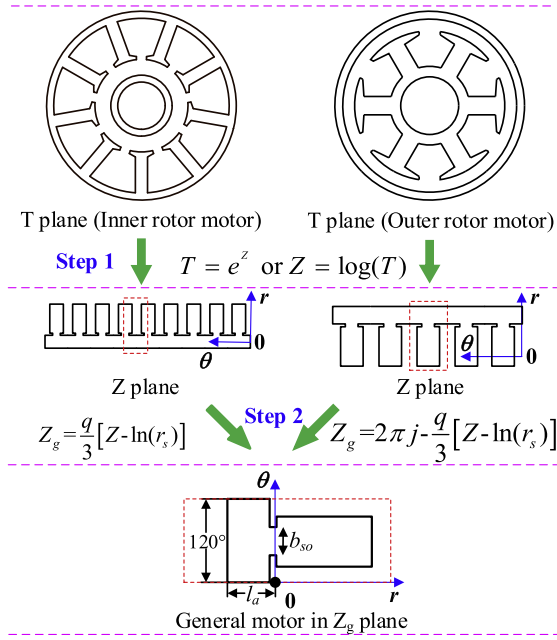 T plane (Inner rotor motor)
T plane (Outer rotor motor)
Step 1
T = e^z or Z = log(T)
r
0
θ
Z plane
r
0
θ
Z plane
Step 2
Z_g = q/3 [Z-ln(r_s)]
Z_g = 2πj - q/3 [Z-ln(r_s)]
θ
120°
b_so
l_a
0
r
General motor in Z_g plane